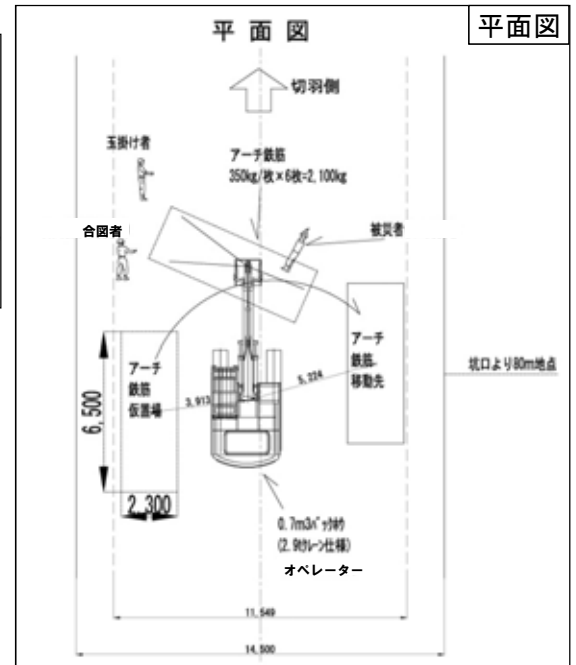 平面図
平面図
切羽側
玉掛け者
アーチ鉄筋
350kg/枚×6枚=2,100kg
合図者
被災者
アーチ
鉄筋
仮置場
アーチ
鉄筋
移動先
坑口より80m地点
3,913
5,224
6,500
2,300
0.7m3バックホウ
(2.9tクレーン仕様)
オペレーター
11,549
14,500